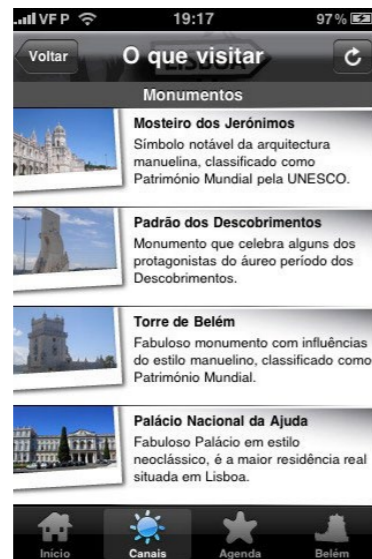 VF P 19:17 97%
Voltar O que visitar
Monumentos
Mosteiro dos Jerónimos
Símbolo notável da arquitectura
manuelina, classificado como
Património Mundial pela UNESCO.
Padrão dos Descobrimentos
Monumento que celebra alguns dos
protagonistas do áureo período dos
Descobrimentos.
Torre de Belém
Fabuloso monumento com influências
do estilo manuelino, classificado como
Património Mundial.
Palácio Nacional da Ajuda
Fabuloso Palácio em estilo
neoclássico, é a maior residência real
situada em Lisboa.
Início Canais Agenda Belém